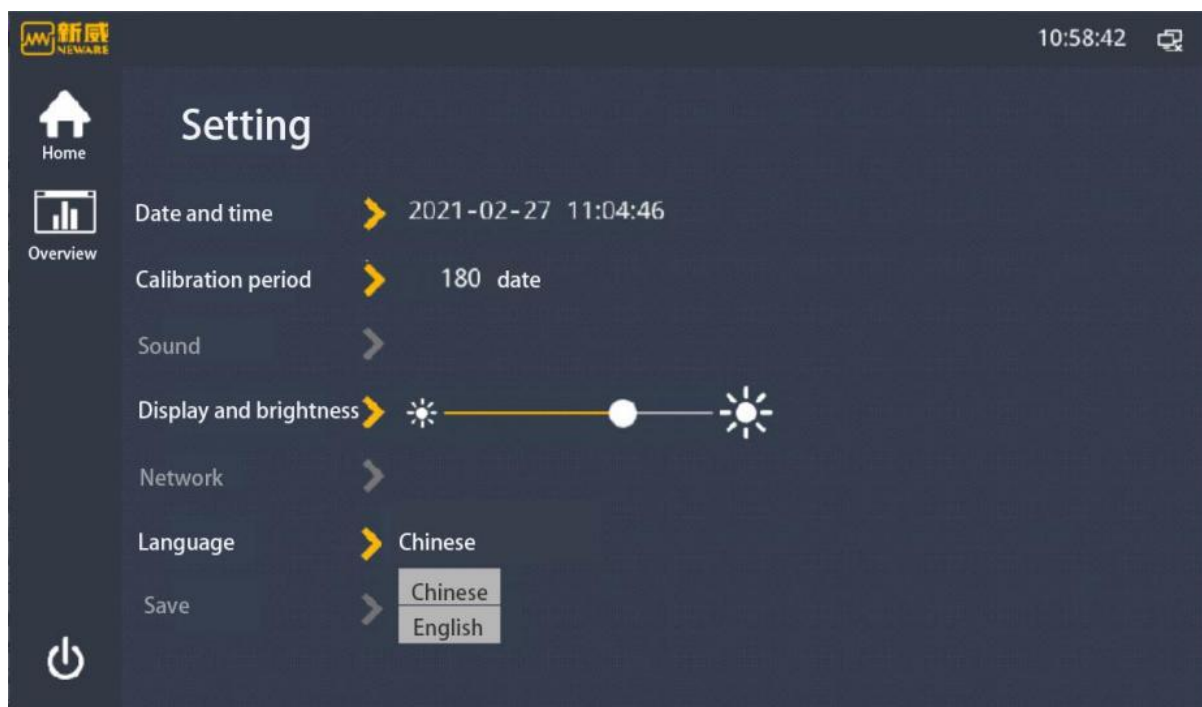 新威
NEWARE
10:58:42
Home
Setting
Date and time 2021-02-27 11:04:46
Overview
Calibration period 180 date
Sound
Display and brightness
Network
Language Chinese
Chinese
Save
English